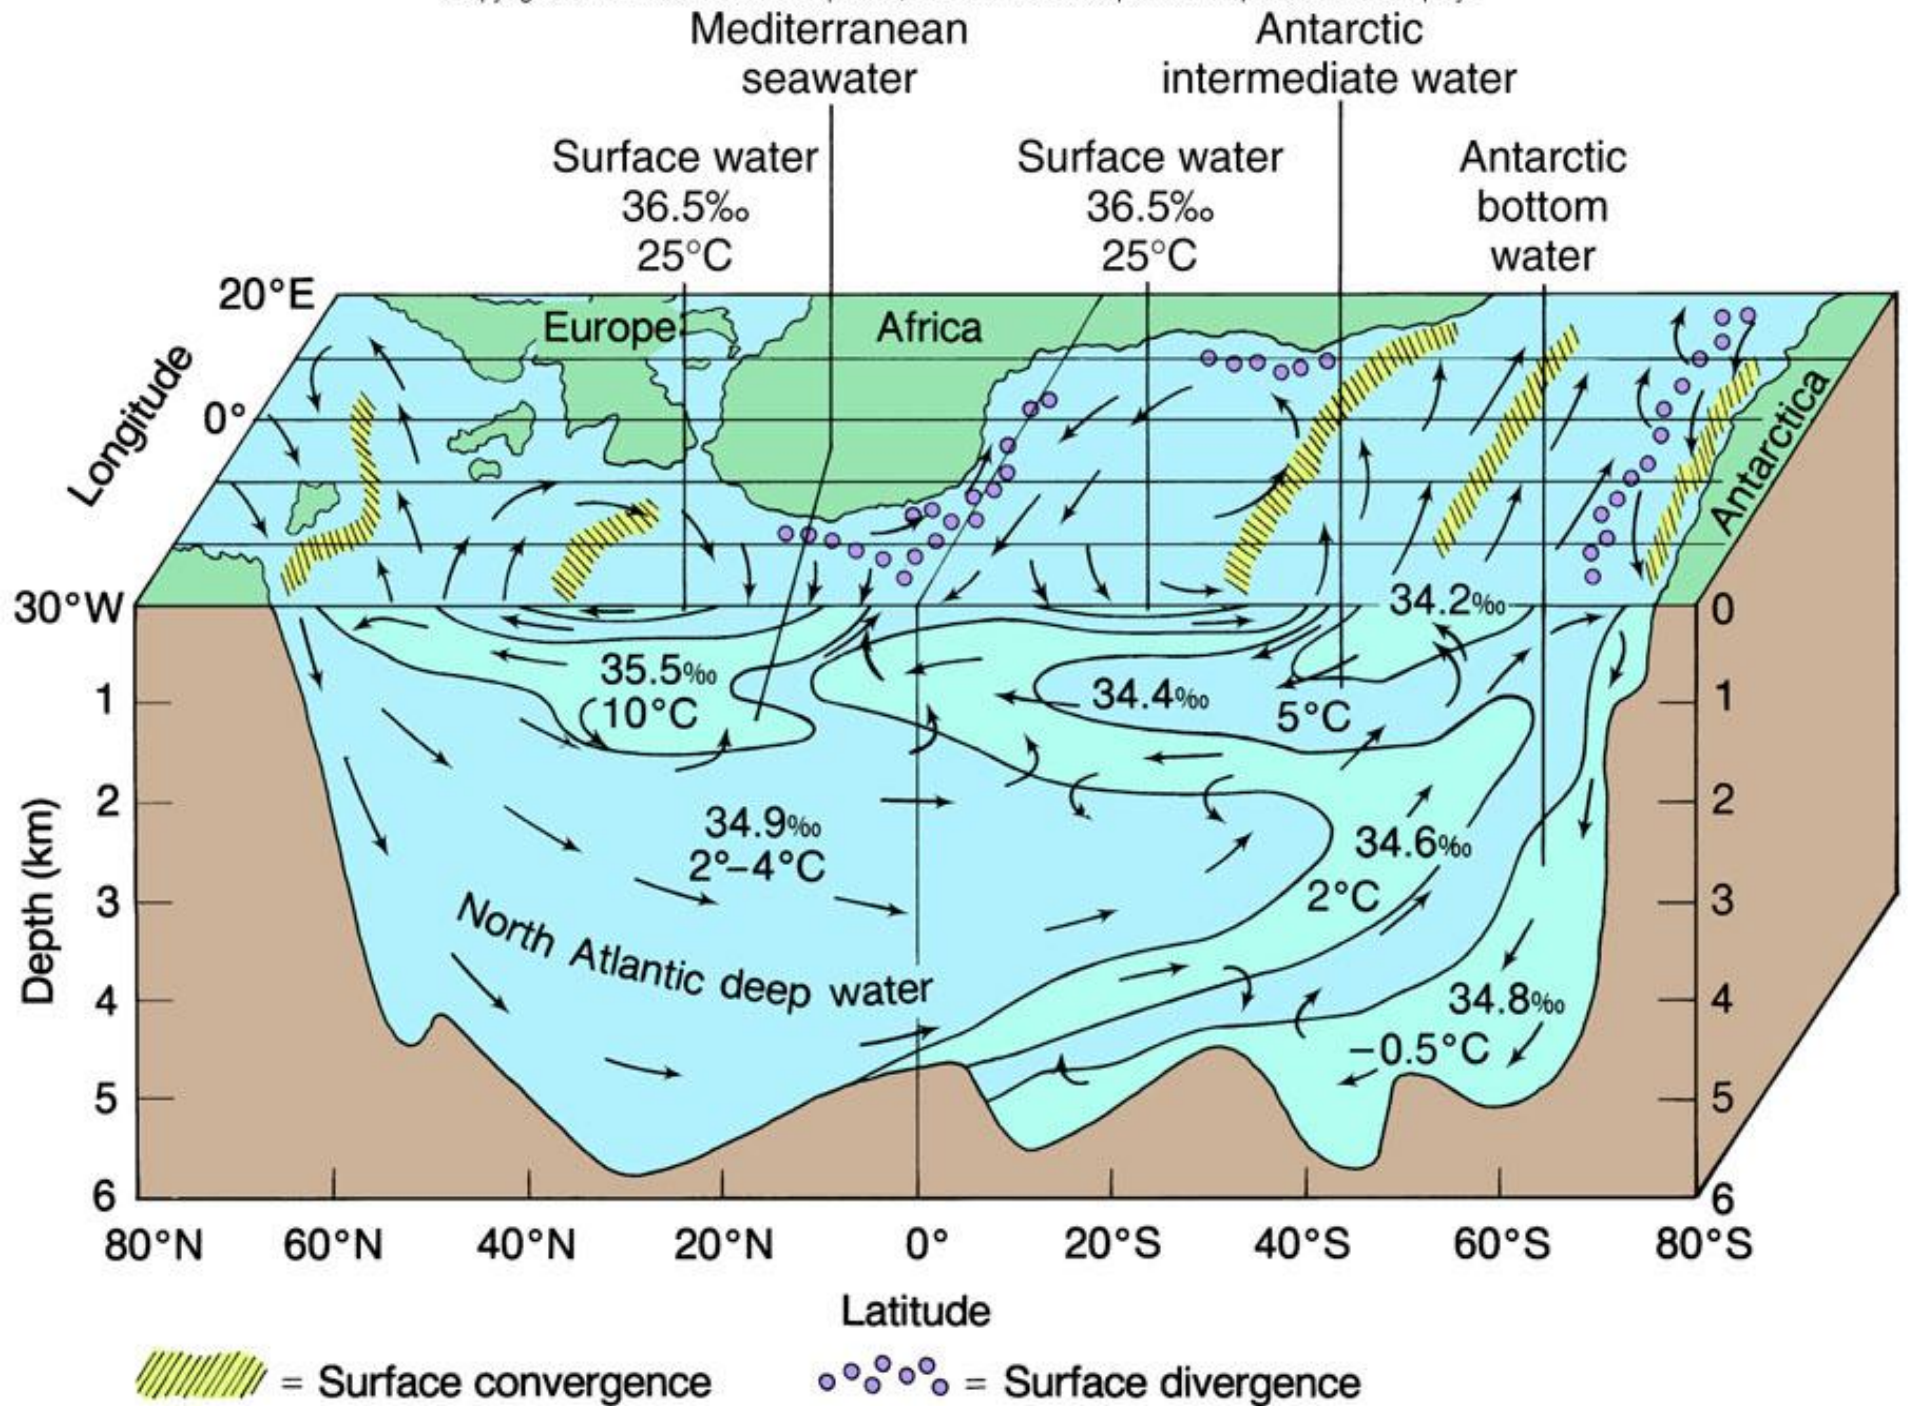 Mediterranean
seawater
Antarctic
intermediate water
Surface water
36.5‰
25°C
Surface water
36.5‰
25°C
Antarctic
bottom
water
20°E
Europe
Africa
Longitude
0°
Antarctica
30°W
34.2‰
0
35.5‰
10°C
34.4‰
5°C
1
1
2
2
34.9‰
2°–4°C
34.6‰
2°C
Depth (km)
3
3
North Atlantic deep water
4
4
34.8‰
–0.5°C
5
5
6
6
80°N
60°N
40°N
20°N
0°
20°S
40°S
60°S
80°S
Latitude
= Surface convergence
= Surface divergence